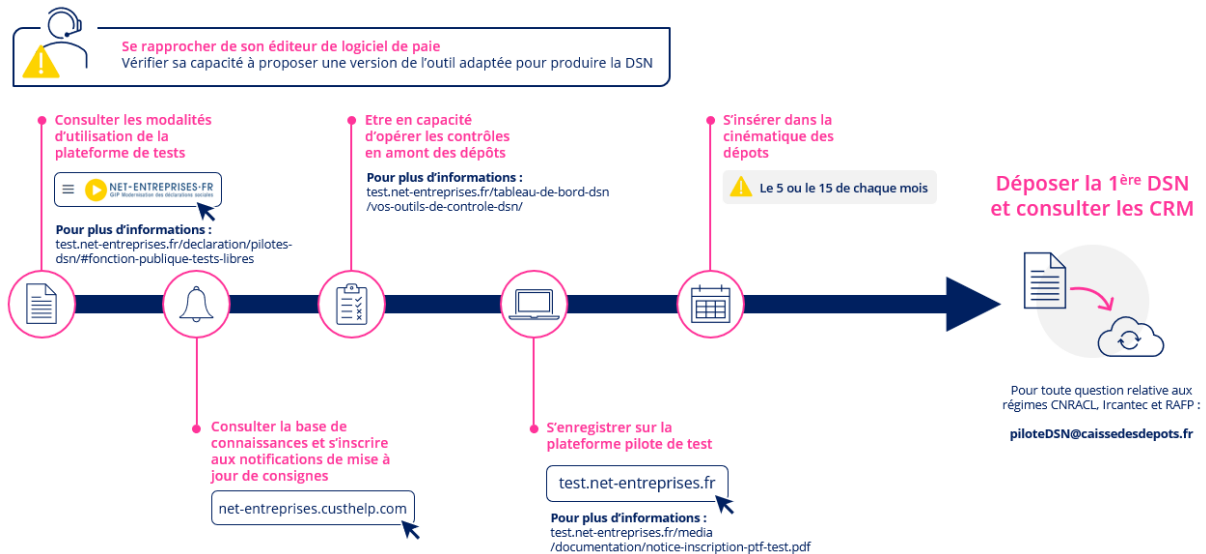 Se rapprocher de son éditeur de logiciel de paie
Vérifier sa capacité à proposer une version de l'outil adaptée pour produire la DSN
Consulter les modalités
d'utilisation de la
plateforme de tests
NET-ENTREPRISES·FR
GIP Modernisation des déclarations sociales
Pour plus d'informations :
test.net-entreprises.fr/declaration/pilotes-
dsn/#fonction-publique-tests-libres
Consulter la base de
connaissances et s'inscrire
aux notifications de mise à
jour de consignes
net-entreprises.custhelp.com
Etre en capacité
d'opérer les contrôles
en amont des dépôts
Pour plus d'informations :
test.net-entreprises.fr/tableau-de-bord-dsn
/vos-outils-de-controle-dsn/
S'enregistrer sur la
plateforme pilote de test
test.net-entreprises.fr
Pour plus d'informations :
test.net-entreprises.fr/media
/documentation/notice-inscription-ptf-test.pdf
S'insérer dans la
cinématique des
dépots
Le 5 ou le 15 de chaque mois
Déposer la 1ère DSN
et consulter les CRM
Pour toute question relative aux
régimes CNRACL, Ircantec et RAFP :
piloteDSN@caissedesdepots.fr